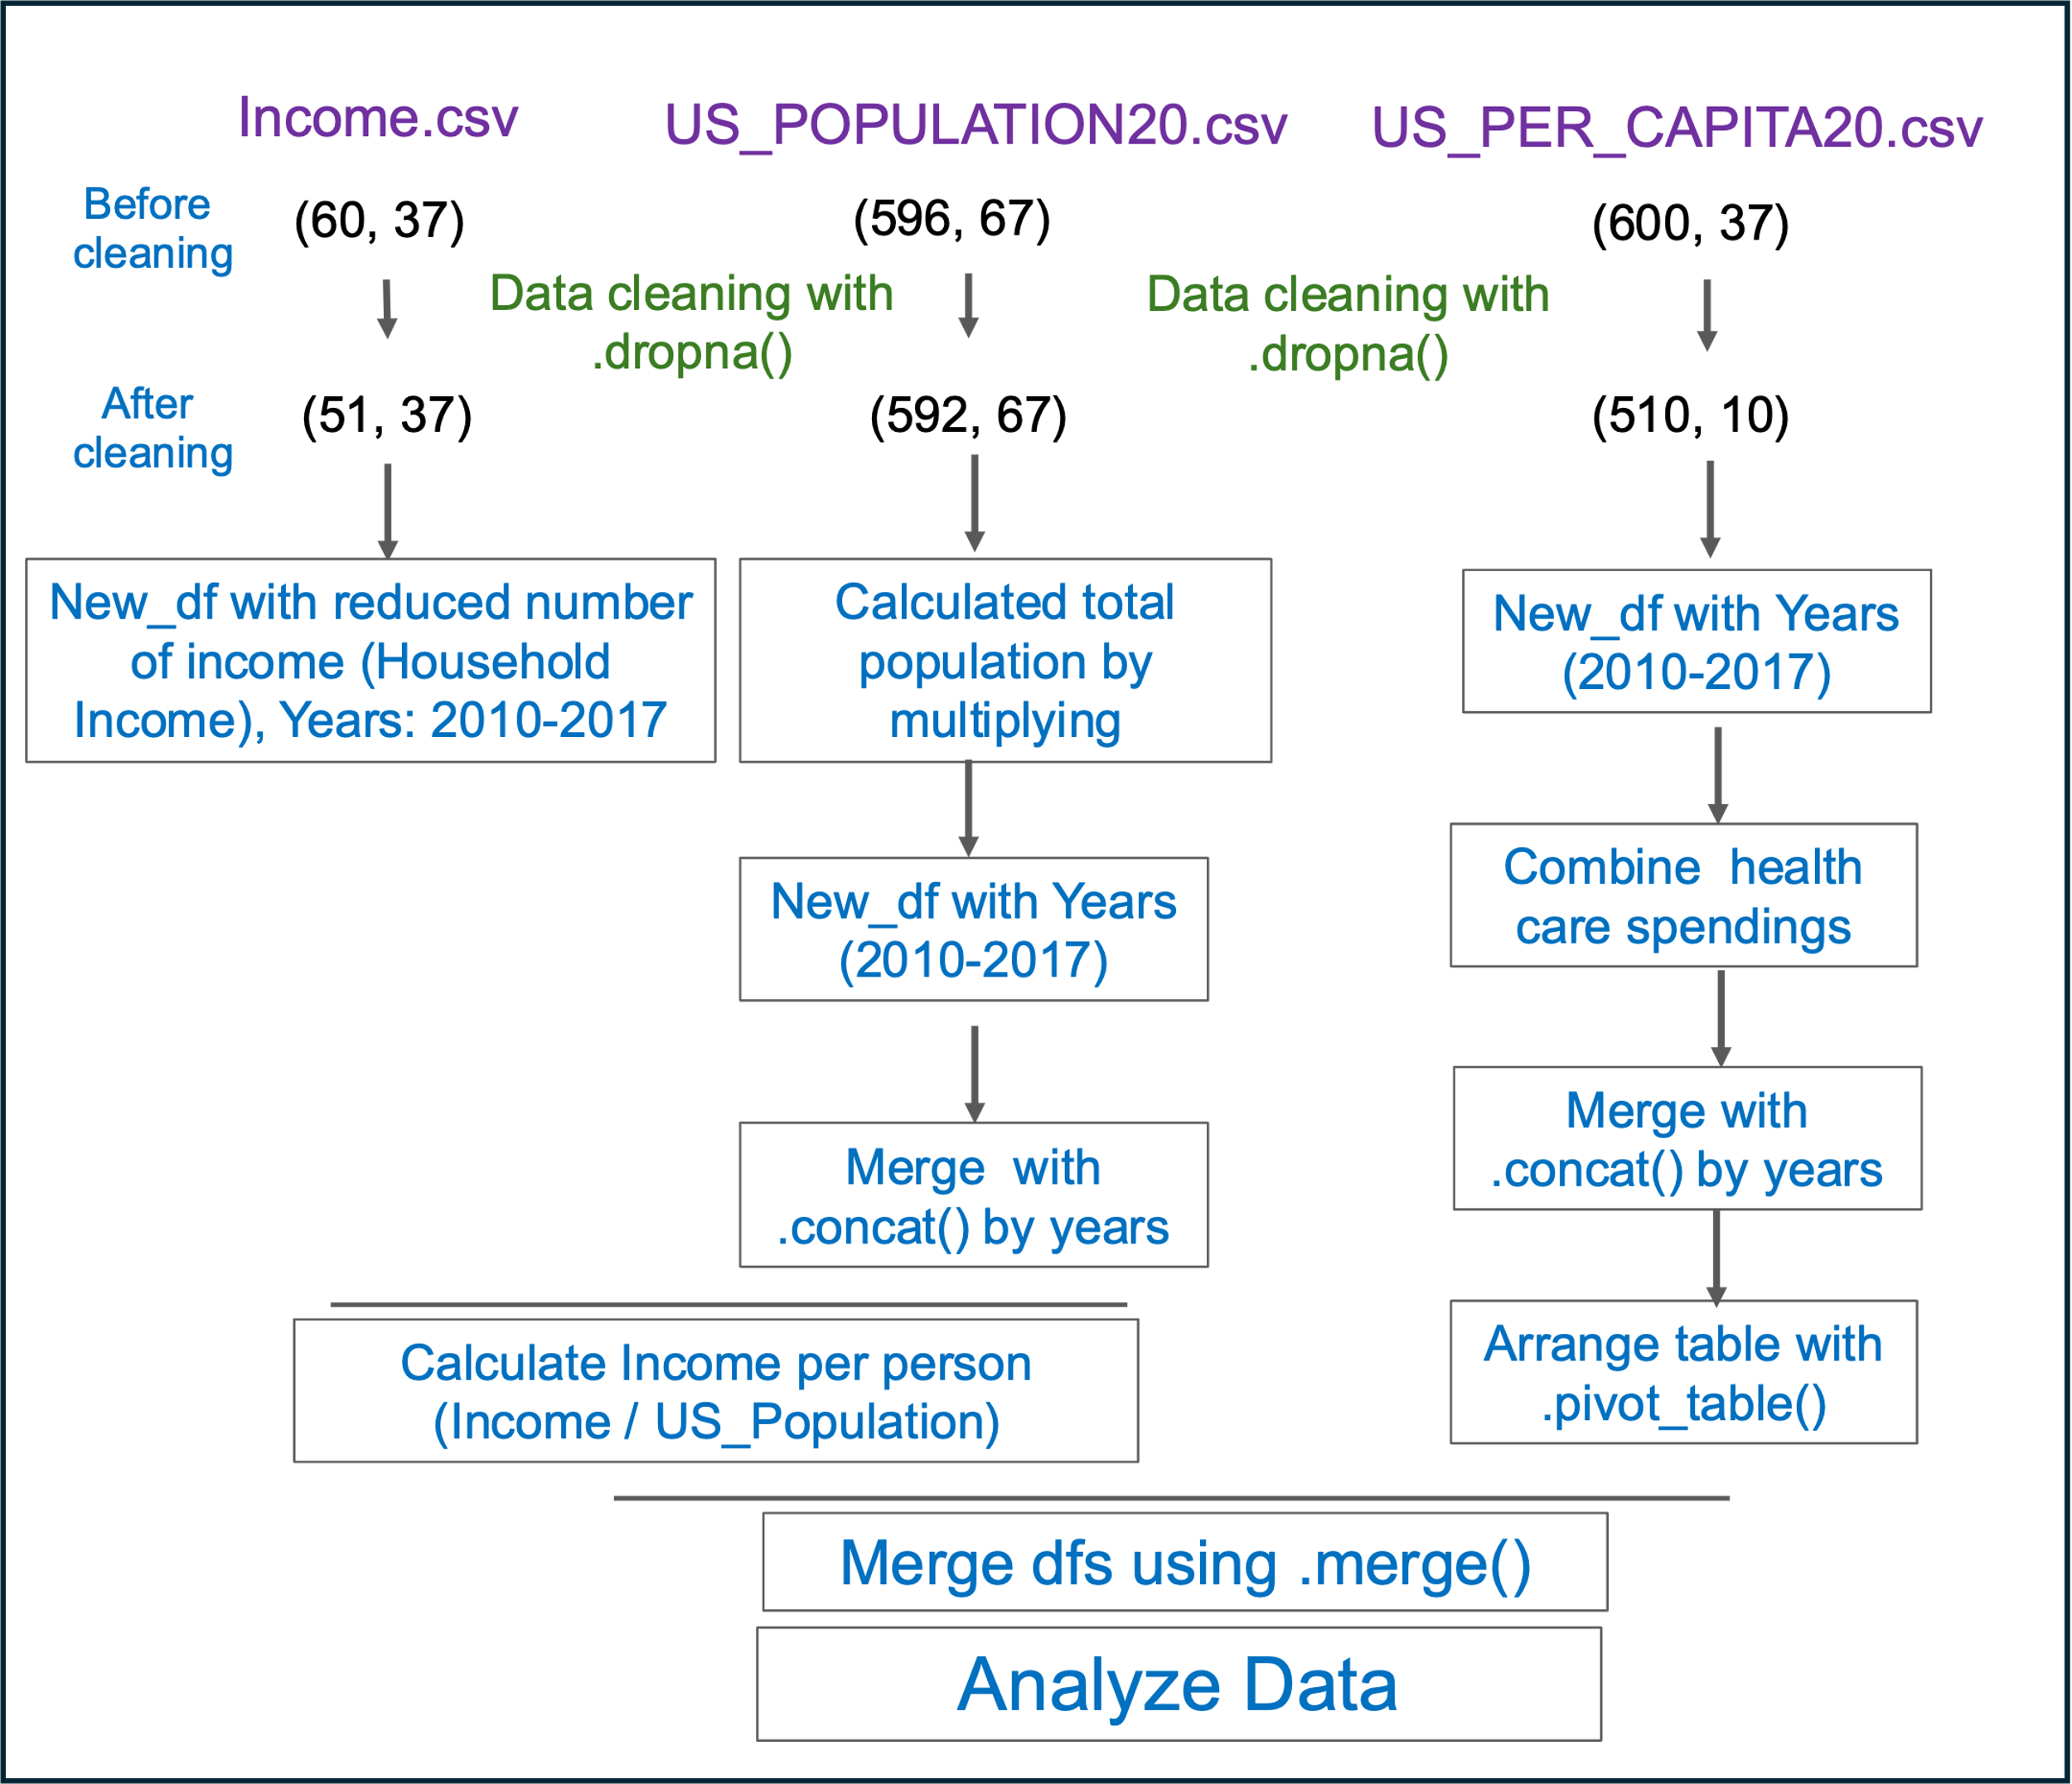 Income.csv
US_POPULATION20.csv
US_PER_CAPITA20.csv
Before
cleaning
(60, 37)
(596, 67)
(600, 37)
Data cleaning with
.dropna()
Data cleaning with
.dropna()
After
cleaning
(51, 37)
(592, 67)
(510, 10)
New_df with reduced number
of income (Household
Income), Years: 2010-2017
Calculated total
population by
multiplying
New_df with Years
(2010-2017)
New_df with Years
(2010-2017)
Combine  health
care spendings
Merge  with
.concat() by years
Merge with
.concat() by years
Calculate Income per person
(Income / US_Population)
Arrange table with
.pivot_table()
Merge dfs using .merge()
Analyze Data